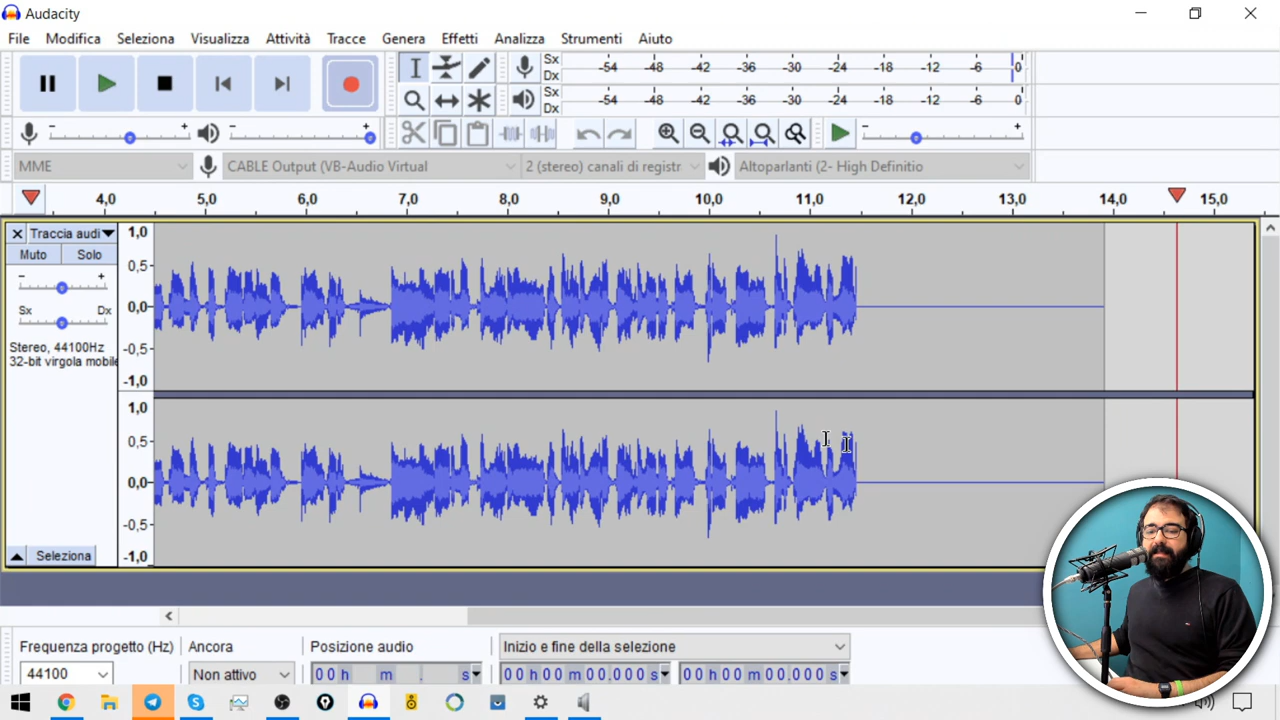 Audacity
File Modifica Seleziona Visualizza Attività Tracce Genera Effetti Analizza Strumenti Aiuto
Sx
Dx
-54 -48 -42 -36 -30 -24 -18 -12 -6 0
Sx
Dx
-54 -48 -42 -36 -30 -24 -18 -12 -6 0
MME CABLE Output (VB-Audio Virtual 2 (stereo) canali di registr Altoparlanti (2- High Definitio
4,0 5,0 6,0 7,0 8,0 9,0 10,0 11,0 12,0 13,0 14,0 15,0
Traccia audi
Muto Solo
- +
Sx Dx
Stereo, 44100Hz
32-bit virgola mobile
1,0
0,5
0,0
-0,5
-1,0
1,0
0,5
0,0
-0,5
-1,0
Seleziona
Frequenza progetto (Hz) Ancora Posizione audio Inizio e fine della selezione
44100 Non attivo 00 h m . s 00 h 00 m 00.000 s 00 h 00 m 00.000 s